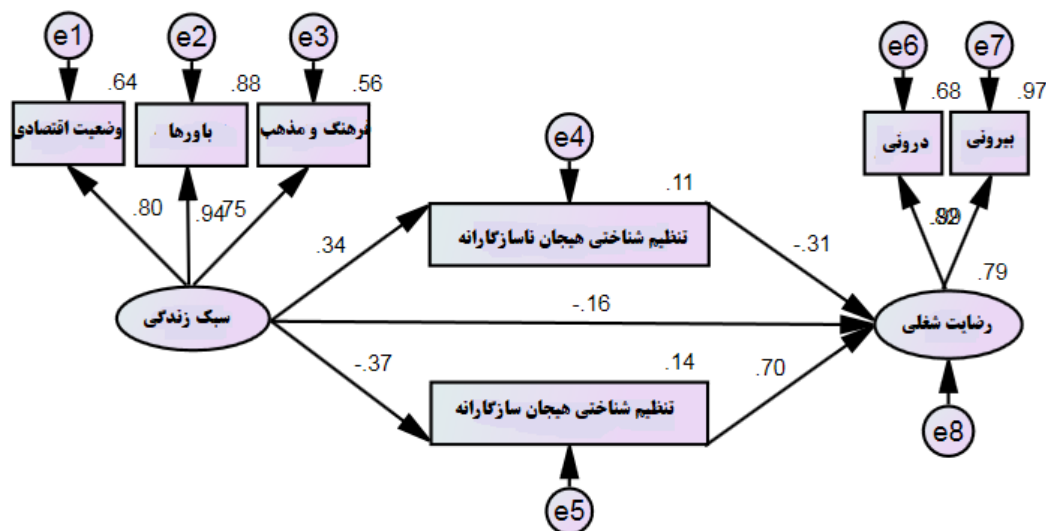 e1 e2 e3 e6 e7
.64 .88 .56 .68 .97
وضعیت اقتصادی باورها فرهنگ و مذهب درونی بیرونی
e4
.80 .94 .75 .11
.34 تنظیم شناختی هیجان ناسازگارانه -.31
.79
سبک زندگی -.16 رضایت شغلی
-.37 .14 .70
تنظیم شناختی هیجان سازگارانه
e8
e5